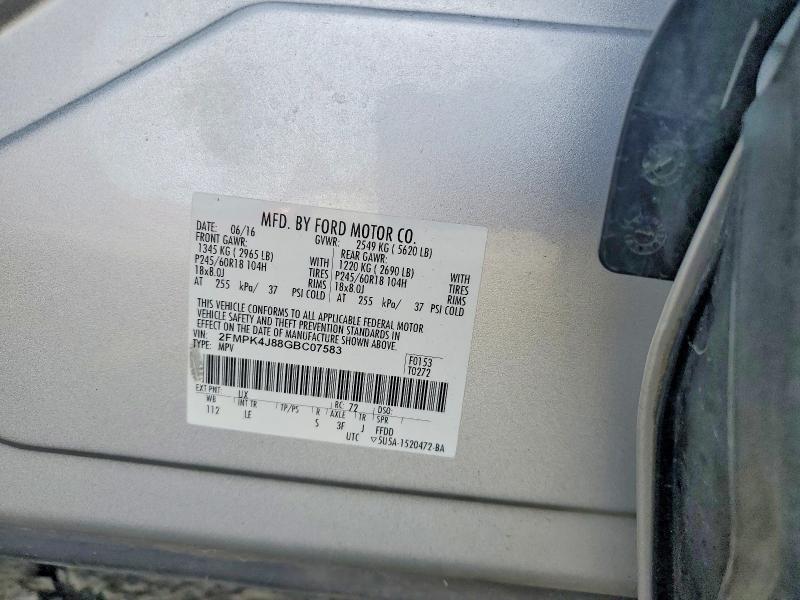 MFD. BY FORD MOTOR CO.
DATE: 06/16 GVWR: 2549 KG ( 5620 LB)
FRONT GAWR: REAR GAWR:
1345 KG ( 2965 LB) WITH 1220 KG ( 2690 LB) WITH
P245/60R18 104H TIRES P245/60R18 104H TIRES
18x8.0J RIMS 18x8.0J RIMS
AT 255 kPa/ 37 PSI COLD AT 255 kPa/ 37 PSI COLD
THIS VEHICLE CONFORMS TO ALL APPLICABLE FEDERAL MOTOR
VEHICLE SAFETY AND THEFT PREVENTION STANDARDS IN
EFFECT ON THE DATE OF MANUFACTURE SHOWN ABOVE.
VIN: 2FMPK4J88GBC07583
TYPE: MPV
F0153
T0272
EXT PNT: UX RC: 72 DSO:
WB INT TR TP/PS R AXLE TR SPR
112 LE S 3F J FFDD
UTC ▽5U5A-1520472-BA